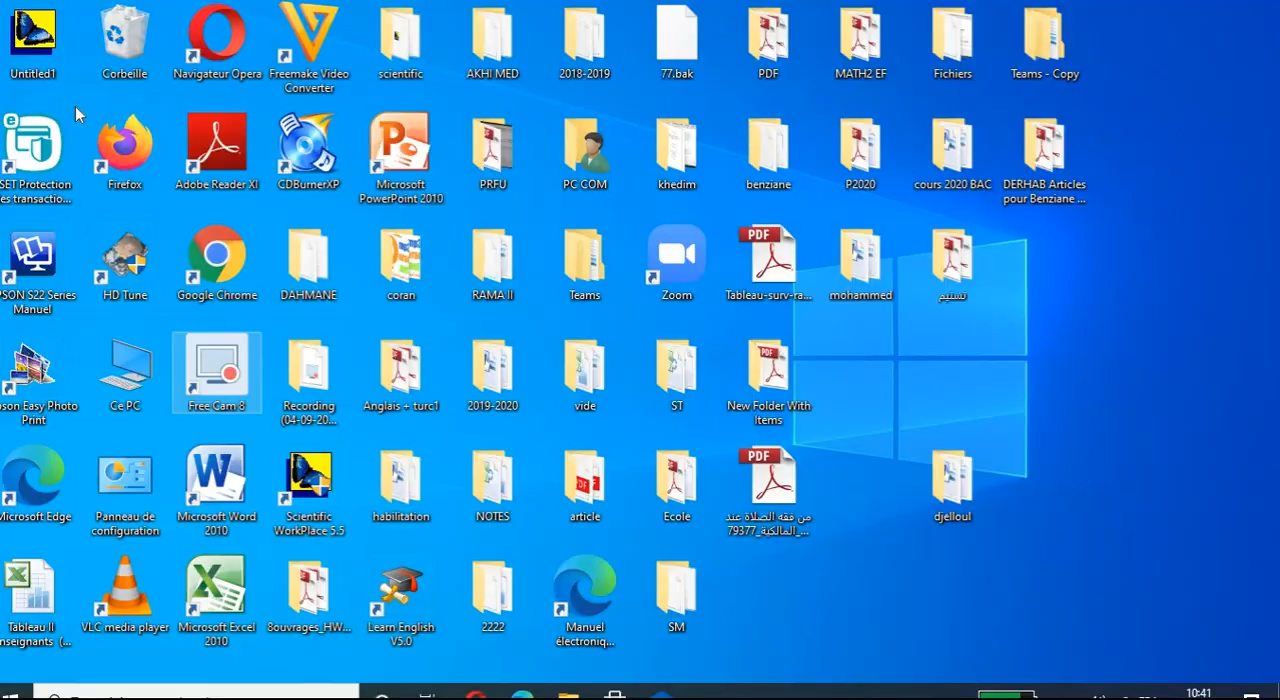 Untitled1
Corbeille
Navigateur Opera
Freemake Video
Converter
scientific
AKHI MED
2018-2019
77.bak
PDF
MATH2 EF
Fichiers
Teams - Copy
SET Protection
es transactio...
Firefox
Adobe Reader XI
CDBurnerXP
Microsoft
PowerPoint 2010
PRFU
PC COM
khedim
benziane
P2020
cours 2020 BAC
DERHAB Articles
pour Benziane ...
PSON S22 Series
Manuel
HD Tune
Google Chrome
DAHMANE
coran
RAMA II
Teams
Zoom
PDF
Tableau-surv-ra...
mohammed
تسنيم
pson Easy Photo
Print
Ce PC
Free Cam 8
Recording
(04-09-20...
Anglais + turc1
2019-2020
vide
ST
PDF
New Folder With
Items
Microsoft Edge
Panneau de
configuration
Microsoft Word
2010
Scientific
WorkPlace 5.5
habilitation
NOTES
article
Ecole
PDF
من فقه الصلاة عند
المالكية_79377_...
djelloul
Tableau II
nseignants (...
VLC media player
Microsoft Excel
2010
8ouvrages_HW...
Learn English
V5.0
2222
Manuel
électroniq...
SM
10:41